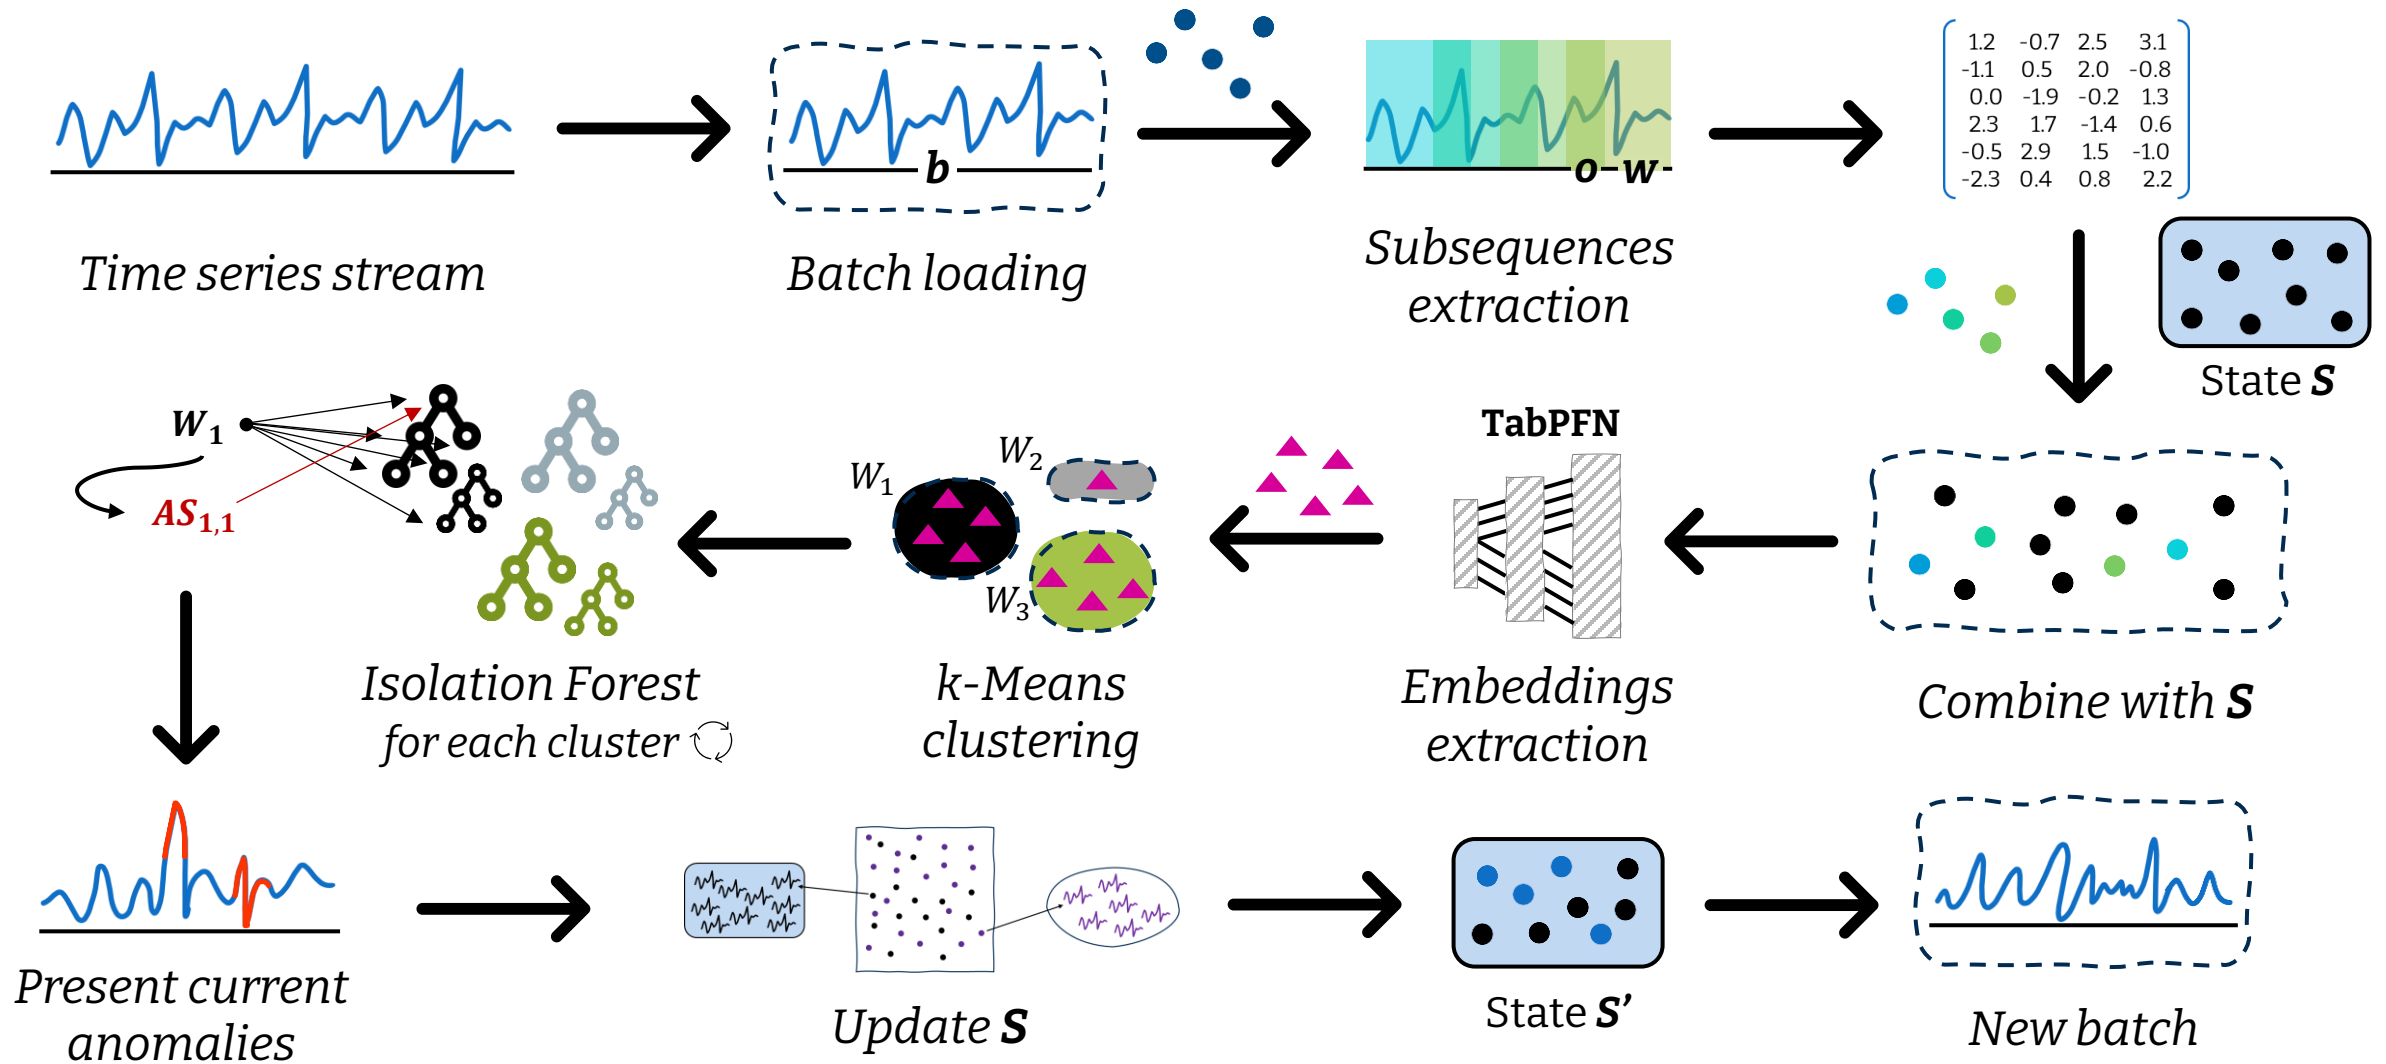 1.2 -0.7 2.5 3.1
-1.1 0.5 2.0 -0.8
0.0 -1.9 -0.2 1.3
2.3 1.7 -1.4 0.6
-0.5 2.9 1.5 -1.0
-2.3 0.4 0.8 2.2
b
o w
Time series stream
Batch loading
Subsequences
extraction
State S
W1
AS1,1
W1
W2
W3
TabPFN
Isolation Forest
for each cluster
k-Means
clustering
Embeddings
extraction
Combine with S
Present current
anomalies
Update S
State S’
New batch